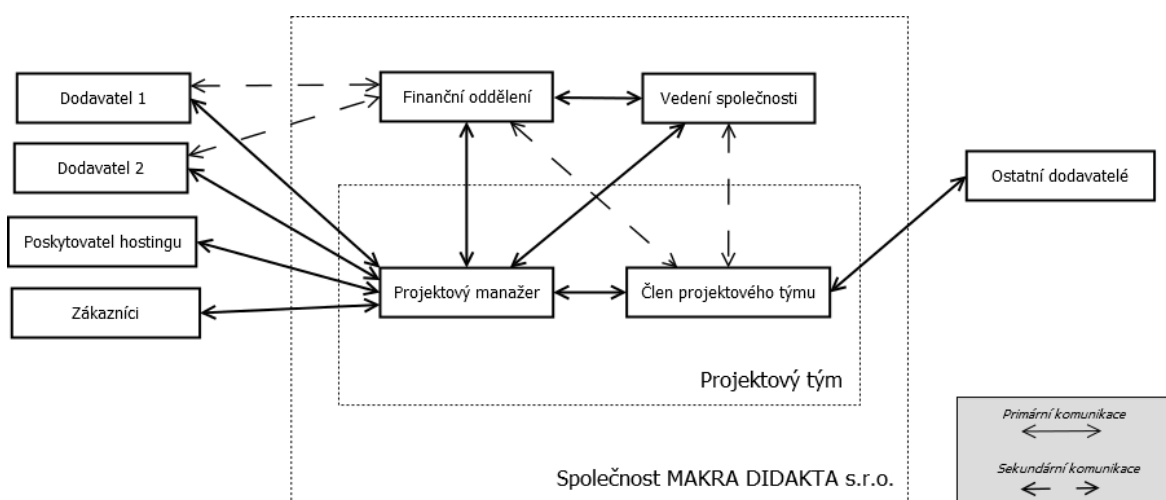 Dodavatel 1
Finanční oddělení
Vedení společnosti
Dodavatel 2
Ostatní dodavatelé
Poskytovatel hostingu
Projektový manažer
Člen projektového týmu
Zákazníci
Projektový tým
Primární komunikace
Sekundární komunikace
Společnost MAKRA DIDAKTA s.r.o.